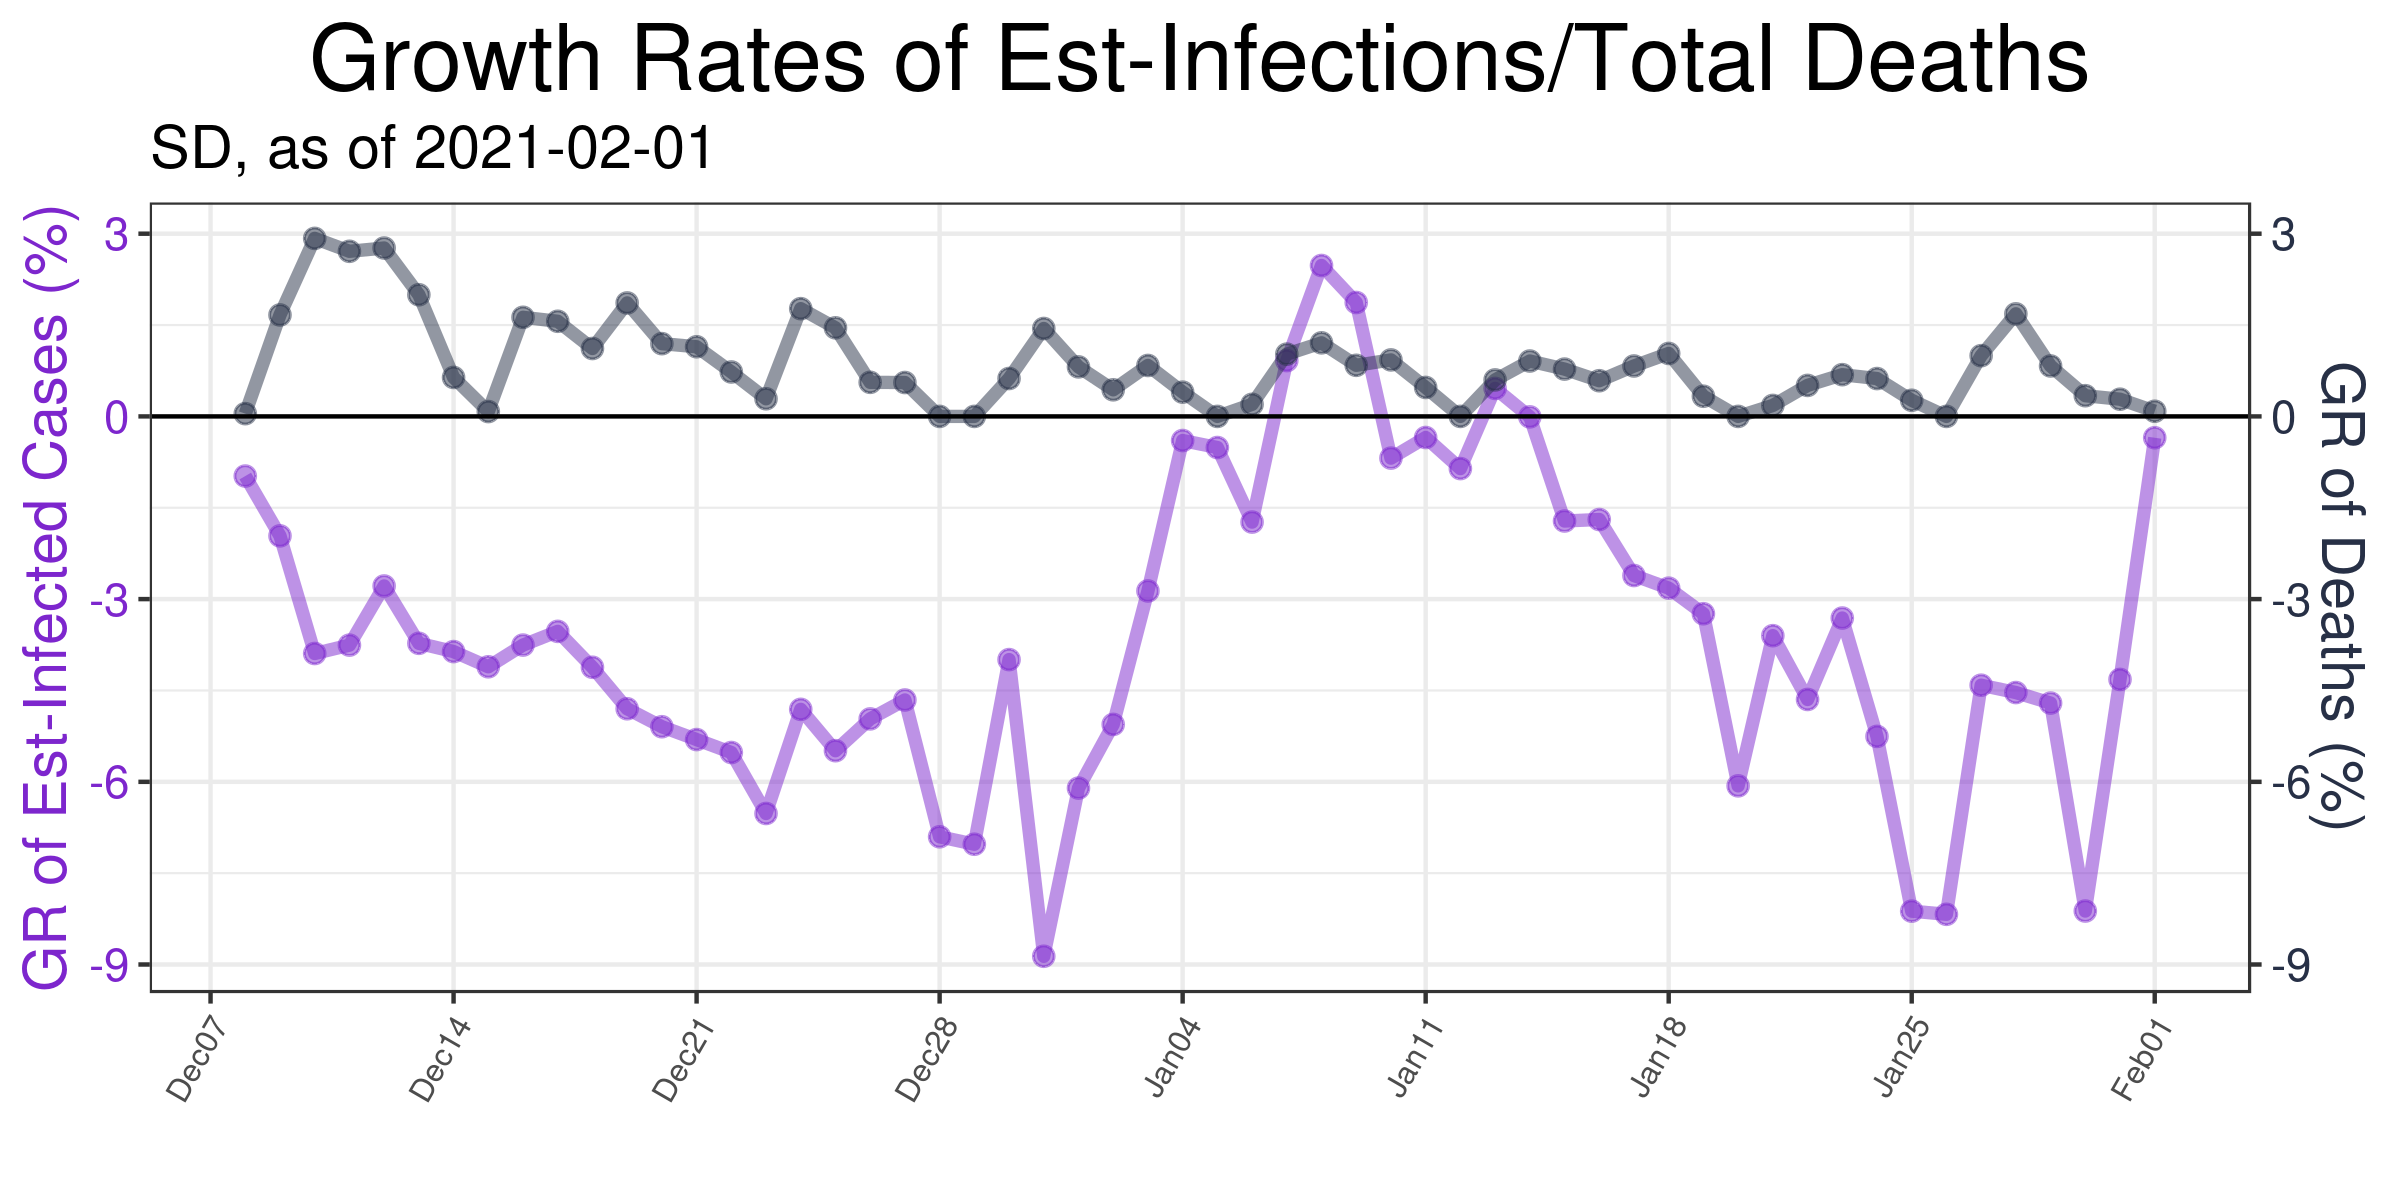 Growth Rates of Est-Infections/Total Deaths
SD, as of 2021-02-01
GR of Est-Infected Cases (%)
3
0
-3
-6
-9
3
0
-3
-6
-9
GR of Deaths (%)
Dec07
Dec14
Dec21
Dec28
Jan04
Jan11
Jan18
Jan25
Feb01